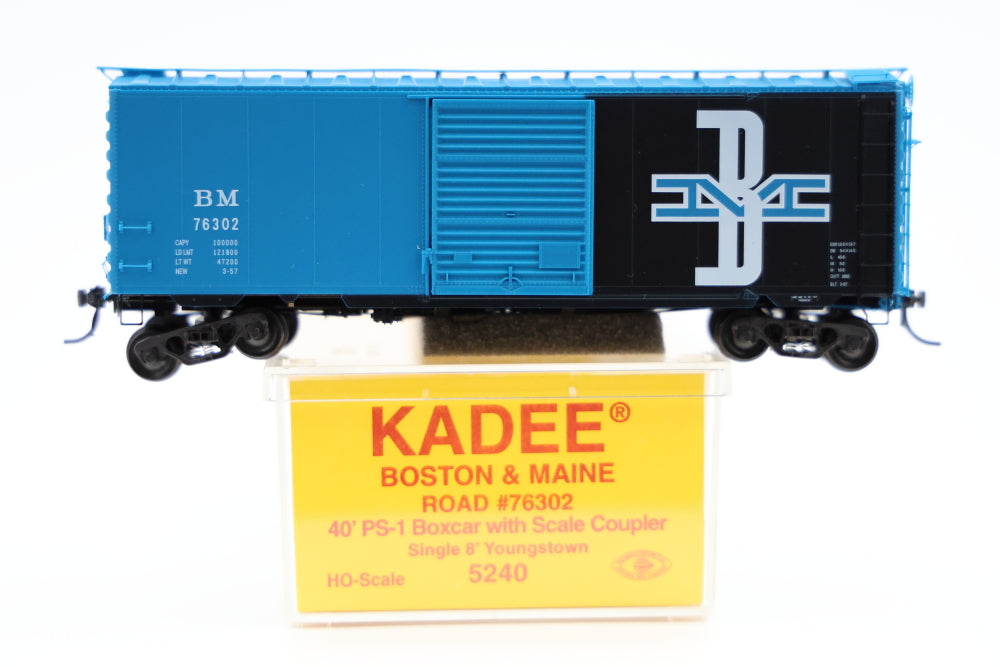 BM
76302
CAPY 100000
LD LMT 121800
LT WT 47200
NEW 3-57
BM
KADEE®
BOSTON & MAINE
ROAD #76302
40' PS-1 Boxcar with Scale Coupler
Single 8' Youngstown
HO-Scale 5240